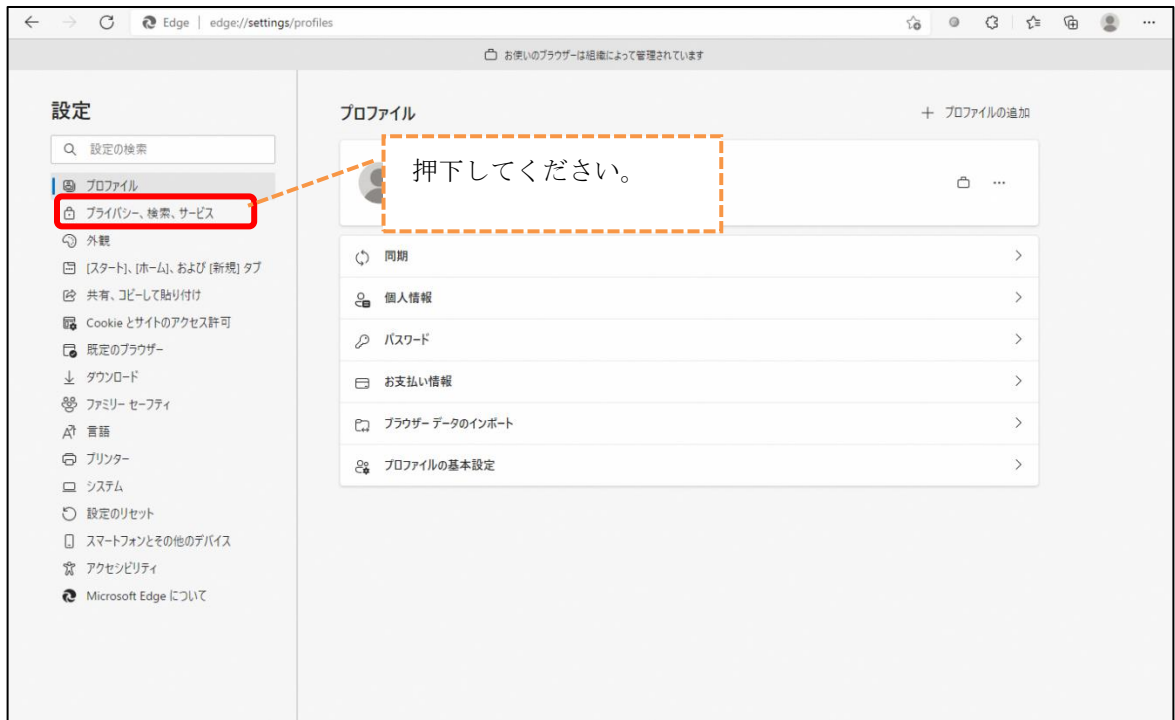 Edge | edge://settings/profiles
お使いのブラウザーは組織によって管理されています
設定
設定の検索
プロファイル
プライバシー、検索、サービス
外観
[スタート]、[ホーム]、および [新規] タブ
共有、コピーして貼り付け
Cookie とサイトのアクセス許可
既定のブラウザー
ダウンロード
ファミリー セーフティ
言語
プリンター
システム
設定のリセット
スマートフォンとその他のデバイス
アクセシビリティ
Microsoft Edge について
プロファイル
プロファイルの追加
押下してください。
同期
個人情報
パスワード
お支払い情報
ブラウザー データのインポート
プロファイルの基本設定